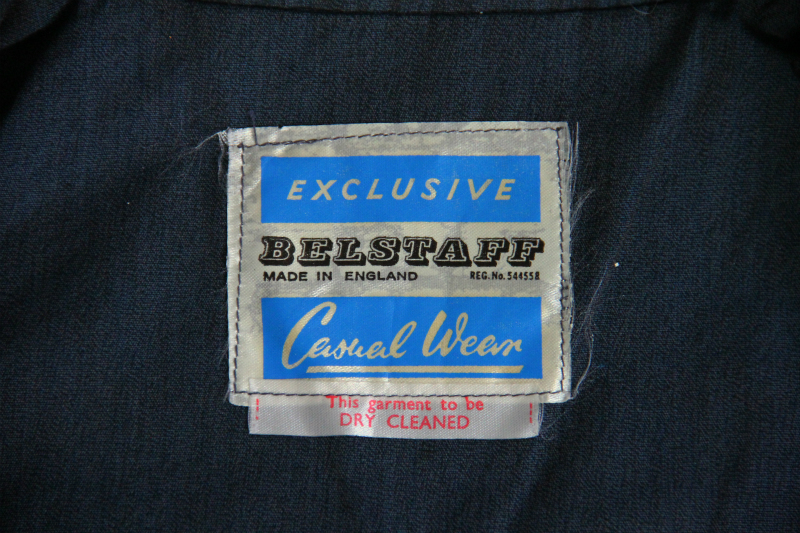 EXCLUSIVE
BELSTAFF
MADE IN ENGLAND REG. No. 544558
Casual Wear
This garment to be
DRY CLEANED